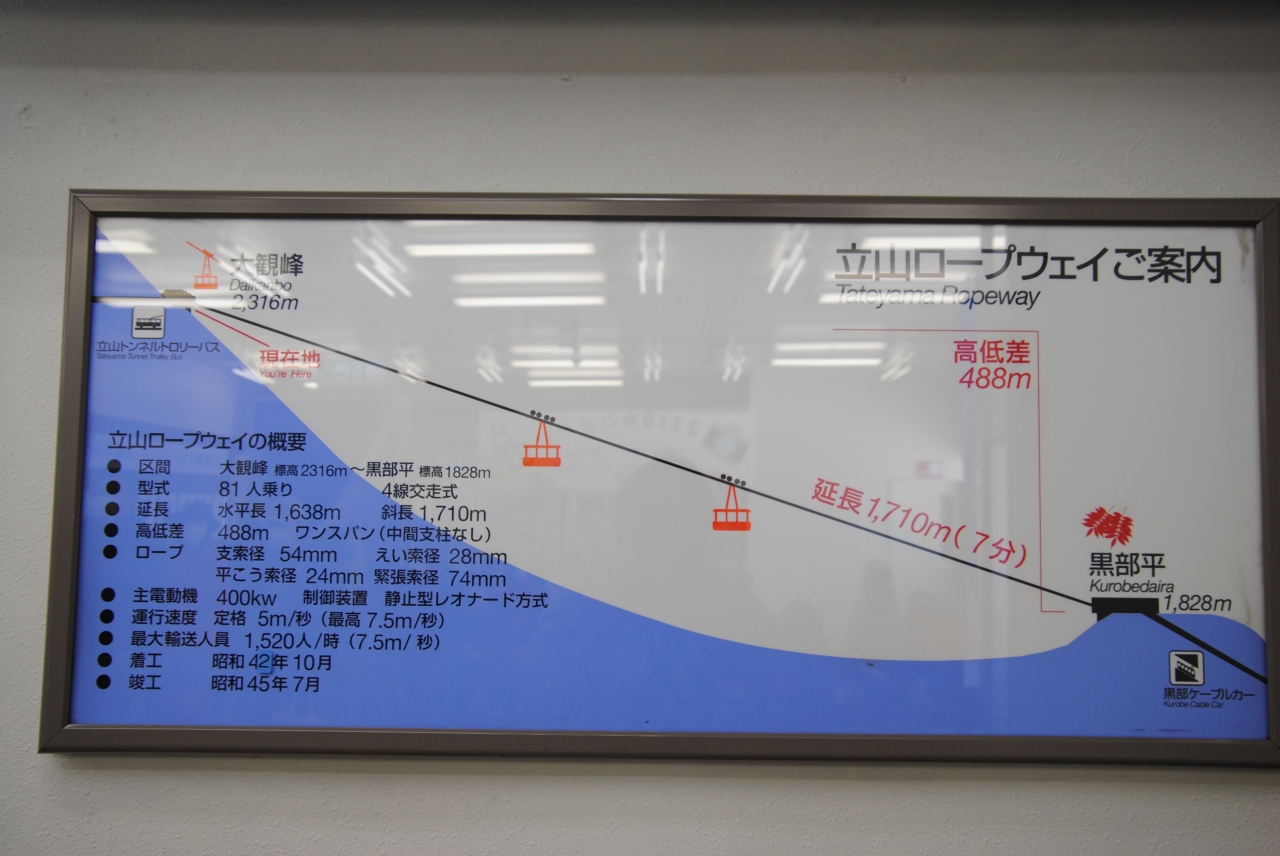 立山ロープウェイご案内
Tateyama Ropeway
大観峰
Daikanbo
2,316m
立山トンネルトロリーバス
Tateyama Tunnel Trolley Bus
現在地
You're Here
高低差
488m
延長1,710m(7分)
黒部平
Kurobedaira
1,828m
黒部ケーブルカー
Kurobe Cable Car
立山ロープウェイの概要
● 区間 大観峰 標高2316m～黒部平 標高1828m
● 型式 81人乗り 4線交走式
● 延長 水平長 1,638m 斜長 1,710m
● 高低差 488m ワンスパン(中間支柱なし)
● ロープ 支索径 54mm えい索径 28mm
平こう索径 24mm 緊張索径 74mm
● 主電動機 400kw 制御装置 静止型レオナード方式
● 運行速度 定格 5m/秒(最高 7.5m/秒)
● 最大輸送人員 1,520人/時(7.5m/秒)
● 着工 昭和42年10月
● 竣工 昭和45年7月